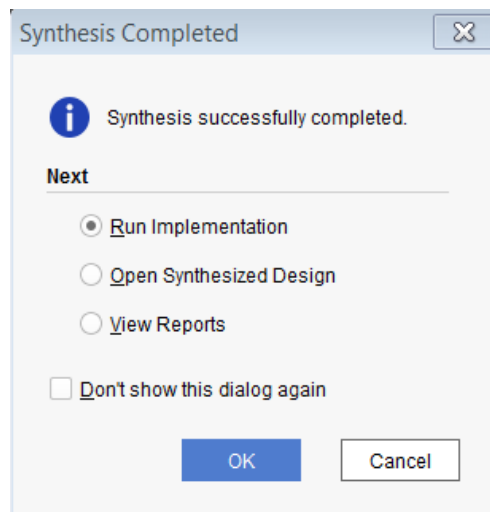 Synthesis Completed
Synthesis successfully completed.
Next
Run Implementation
Open Synthesized Design
View Reports
Don't show this dialog again
OK
Cancel